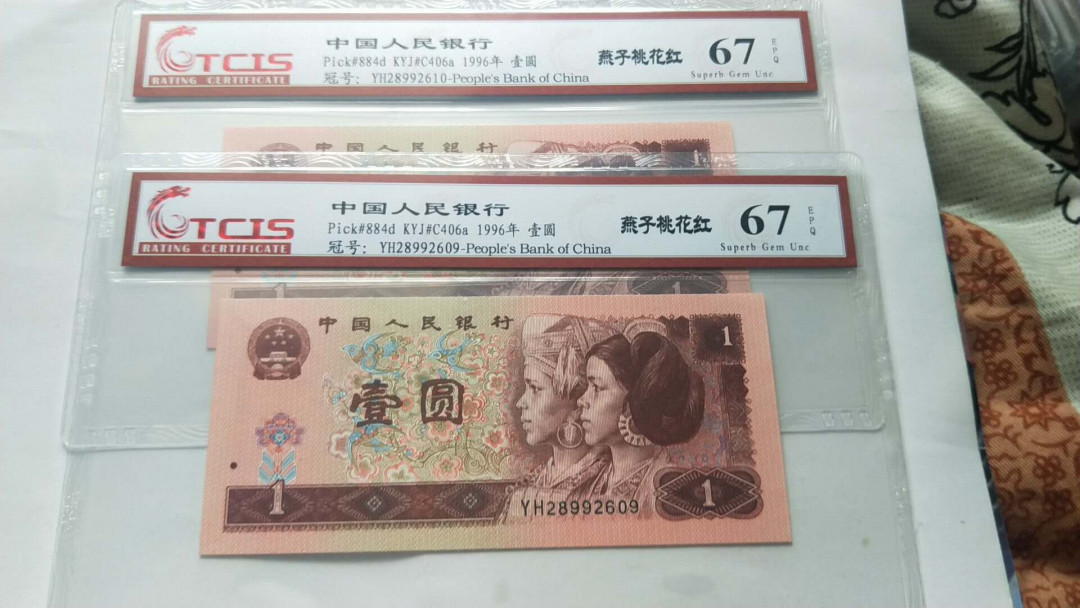 TCIS
RATING CERTIFICATE
中国人民银行
Pick#884d KYJ#C406a 1996年 壹圆
冠号: YH28992610-People's Bank of China
燕子桃花红
67
EPQ
Superb Gem Unc
中国人民银行
1
TCIS
RATING CERTIFICATE
中国人民银行
Pick#884d KYJ#C406a 1996年 壹圆
冠号: YH28992609-People's Bank of China
燕子桃花红
67
EPQ
Superb Gem Unc
1
1
中国人民银行
1
壹圆
1
YH28992609
1